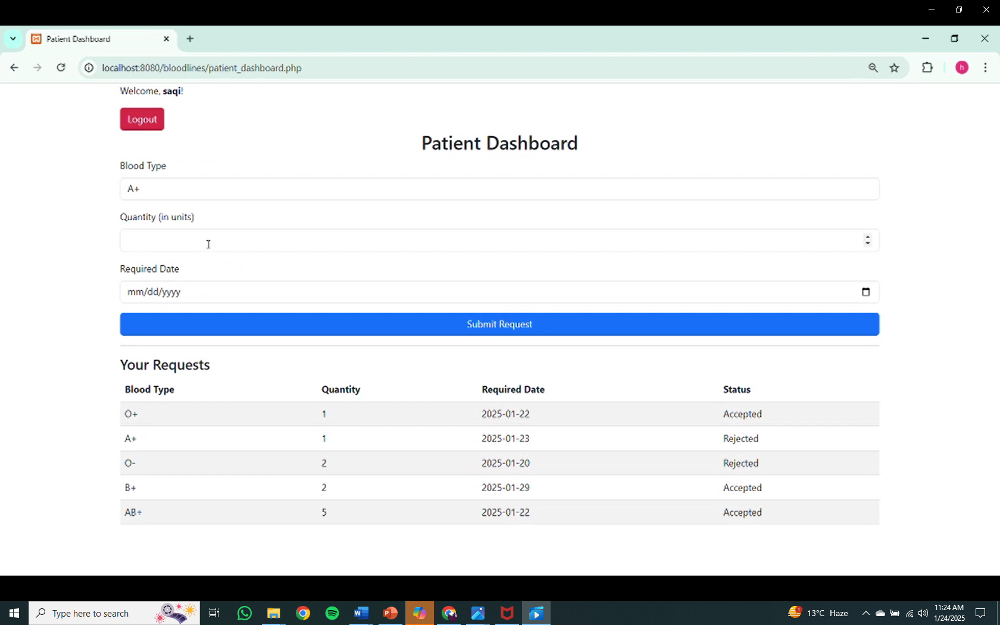 Patient Dashboard
localhost:8080/bloodlines/patient_dashboard.php
h
Welcome, saqi!
Logout
Patient Dashboard
Blood Type
A+
Quantity (in units)
Required Date
mm/dd/yyyy
Submit Request
Your Requests
Blood Type Quantity Required Date Status
O+ 1 2025-01-22 Accepted
A+ 1 2025-01-23 Rejected
O- 2 2025-01-20 Rejected
B+ 2 2025-01-29 Accepted
AB+ 5 2025-01-22 Accepted
Type here to search
1
13°C Haze
11:24 AM
1/24/2025